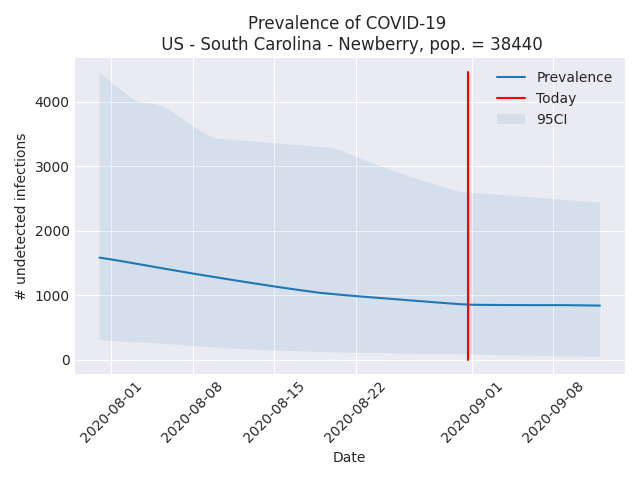 Prevalence of COVID-19
US - South Carolina - Newberry, pop. = 38440
Prevalence
Today
95CI
# undetected infections
4000
3000
2000
1000
0
2020-08-01
2020-08-08
2020-08-15
2020-08-22
2020-09-01
2020-09-08
Date